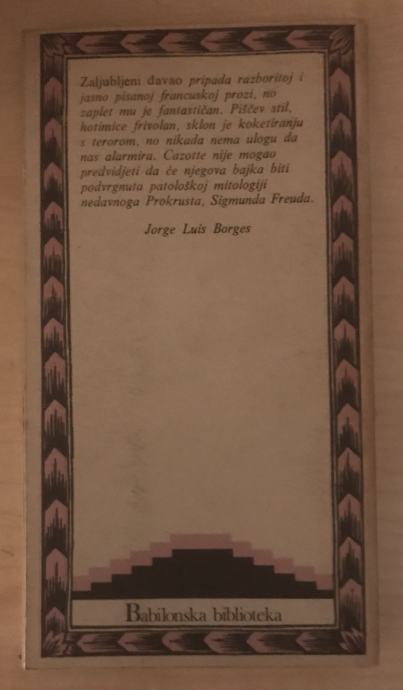 Zaljubljeni đavao pripada razboritoj i
jasno pisanoj francuskoj prozi, no
zaplet mu je fantastičan. Piščev stil,
hotimice frivolan, sklon je koketiranju
s terorom, no nikada nema ulogu da
nas alarmira. Cazotte nije mogao
predvidjeti da će njegova bajka biti
podvrgnuta patološkoj mitologiji
nedavnoga Prokrusta, Sigmunda Freuda.
Jorge Luis Borges
Babilonska biblioteka